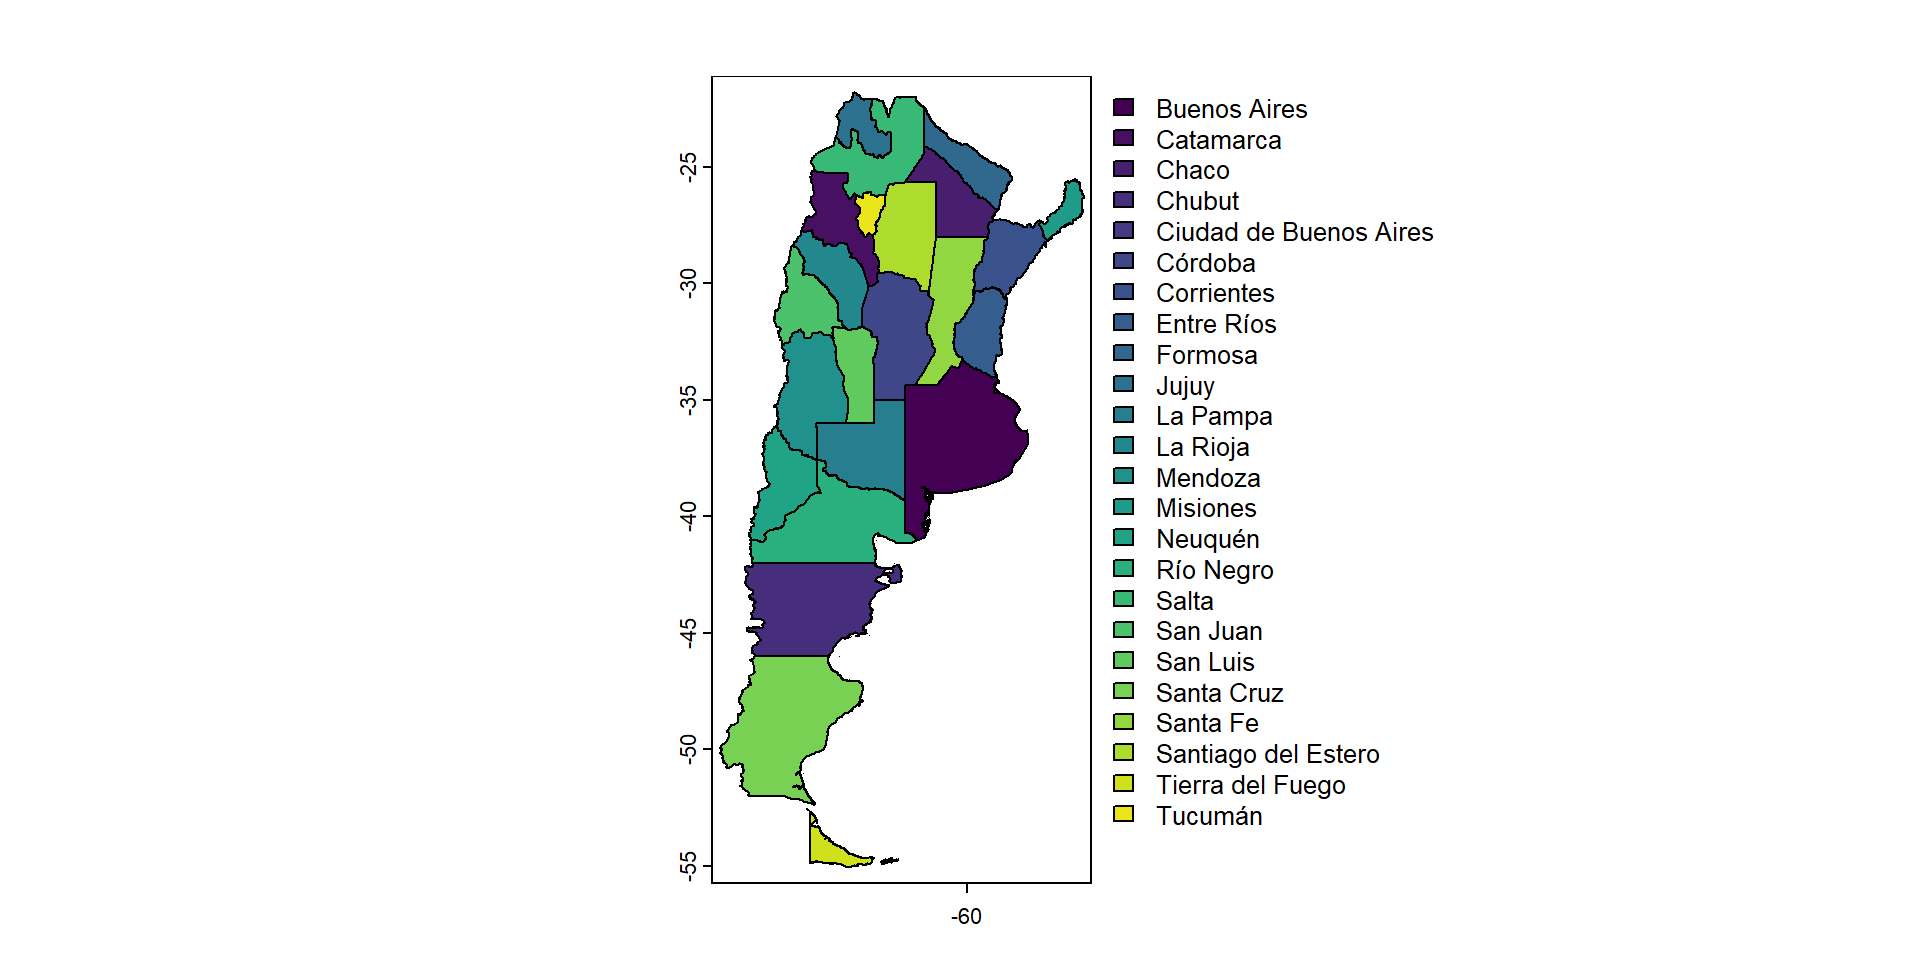 -25
-30
-35
-40
-45
-50
-55
-60
Buenos Aires
Catamarca
Chaco
Chubut
Ciudad de Buenos Aires
Córdoba
Corrientes
Entre Ríos
Formosa
Jujuy
La Pampa
La Rioja
Mendoza
Misiones
Neuquén
Río Negro
Salta
San Juan
San Luis
Santa Cruz
Santa Fe
Santiago del Estero
Tierra del Fuego
Tucumán